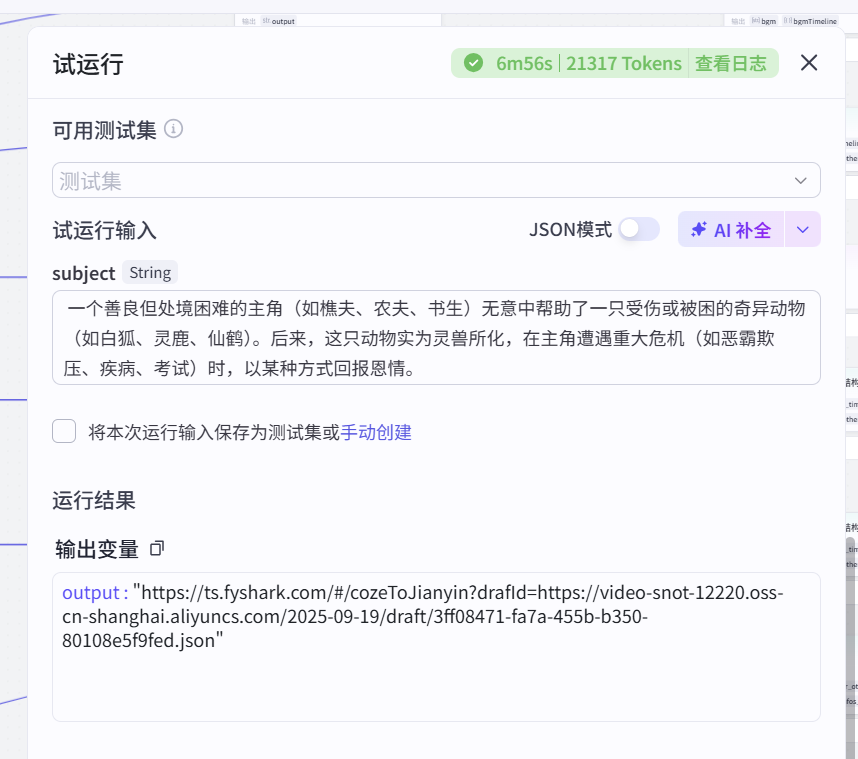 输出 output
输出 bgm bgmTimeline
试运行
6m56s | 21317 Tokens 查看日志
可用测试集
测试集
试运行输入
JSON模式
AI 补全
subject String
一个善良但处境困难的主角（如樵夫、农夫、书生）无意中帮助了一只受伤或被困的奇异动物
（如白狐、灵鹿、仙鹤）。后来，这只动物实为灵兽所化，在主角遭遇重大危机（如恶霸欺
压、疾病、考试）时，以某种方式回报恩情。
将本次运行输入保存为测试集或手动创建
运行结果
输出变量
output : "https://ts.fyshark.com/#/cozeToJianyin?drafId=https://video-snot-12220.oss-
cn-shanghai.aliyuncs.com/2025-09-19/draft/3ff08471-fa7a-455b-b350-
80108e5f9fed.json"